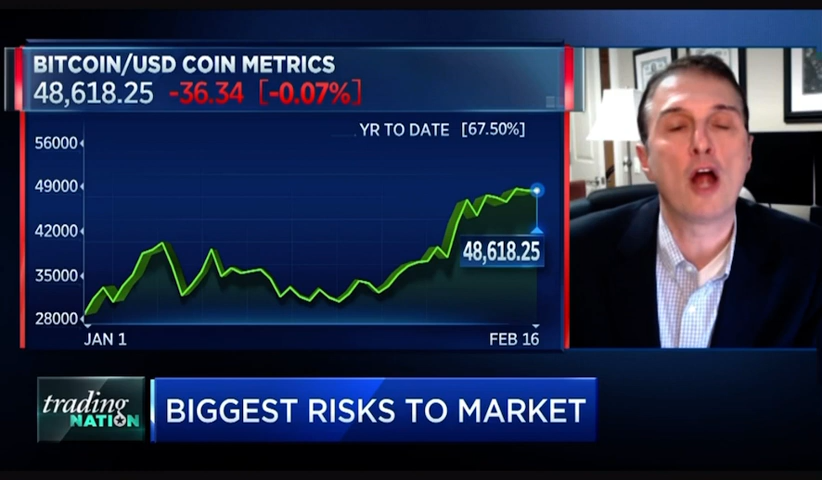 BITCOIN/USD COIN METRICS
48,618.25 -36.34 [-0.07%]
YR TO DATE [67.50%]
56000
49000
42000
35000
28000
48,618.25
JAN 1
FEB 16
trading
NATION
BIGGEST RISKS TO MARKET